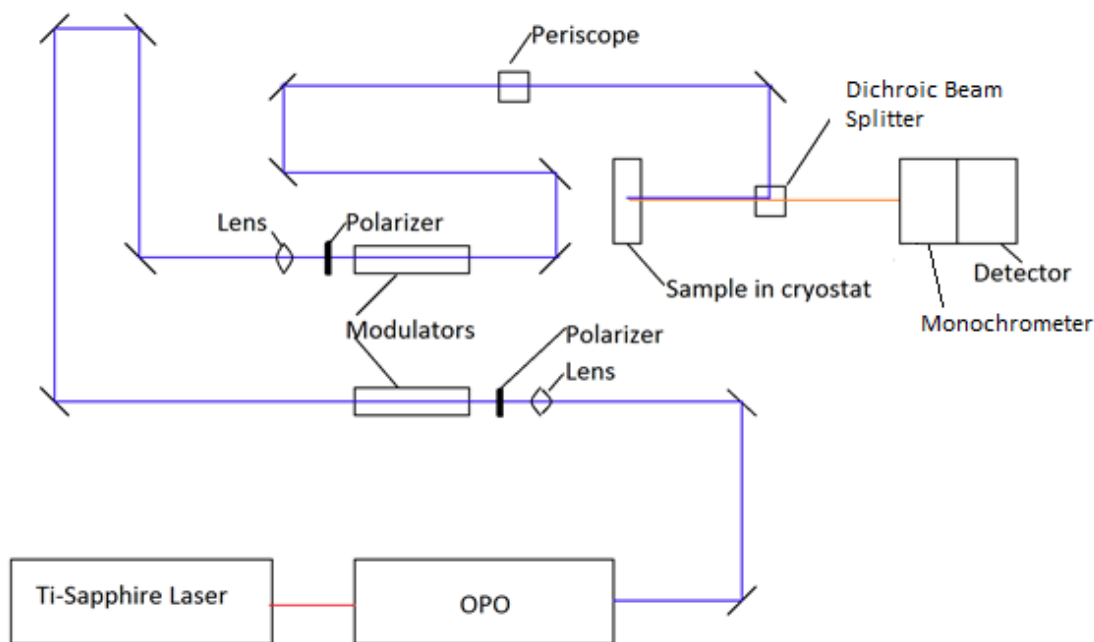 Periscope
Dichroic Beam
Splitter
Lens
Polarizer
Sample in cryostat
Detector
Monochrometer
Modulators
Polarizer
Lens
Ti-Sapphire Laser
OPO